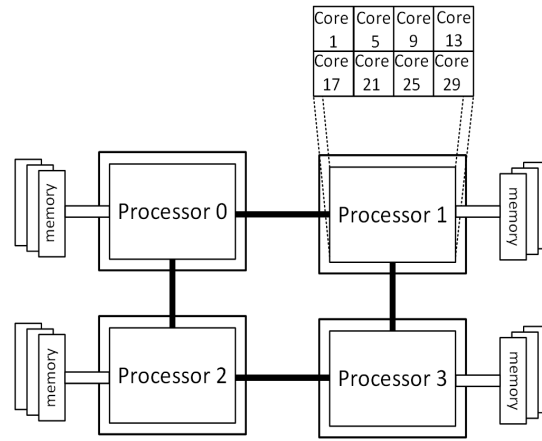 Core Core Core Core
1 5 9 13
Core Core Core Core
17 21 25 29
memory Processor 0 Processor 1 memory
memory Processor 2 Processor 3 memory